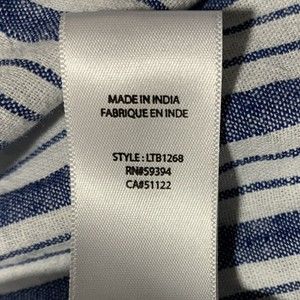 MADE IN INDIA
FABRIQUE EN INDE
STYLE : LTB1268
RN#59394
CA#51122